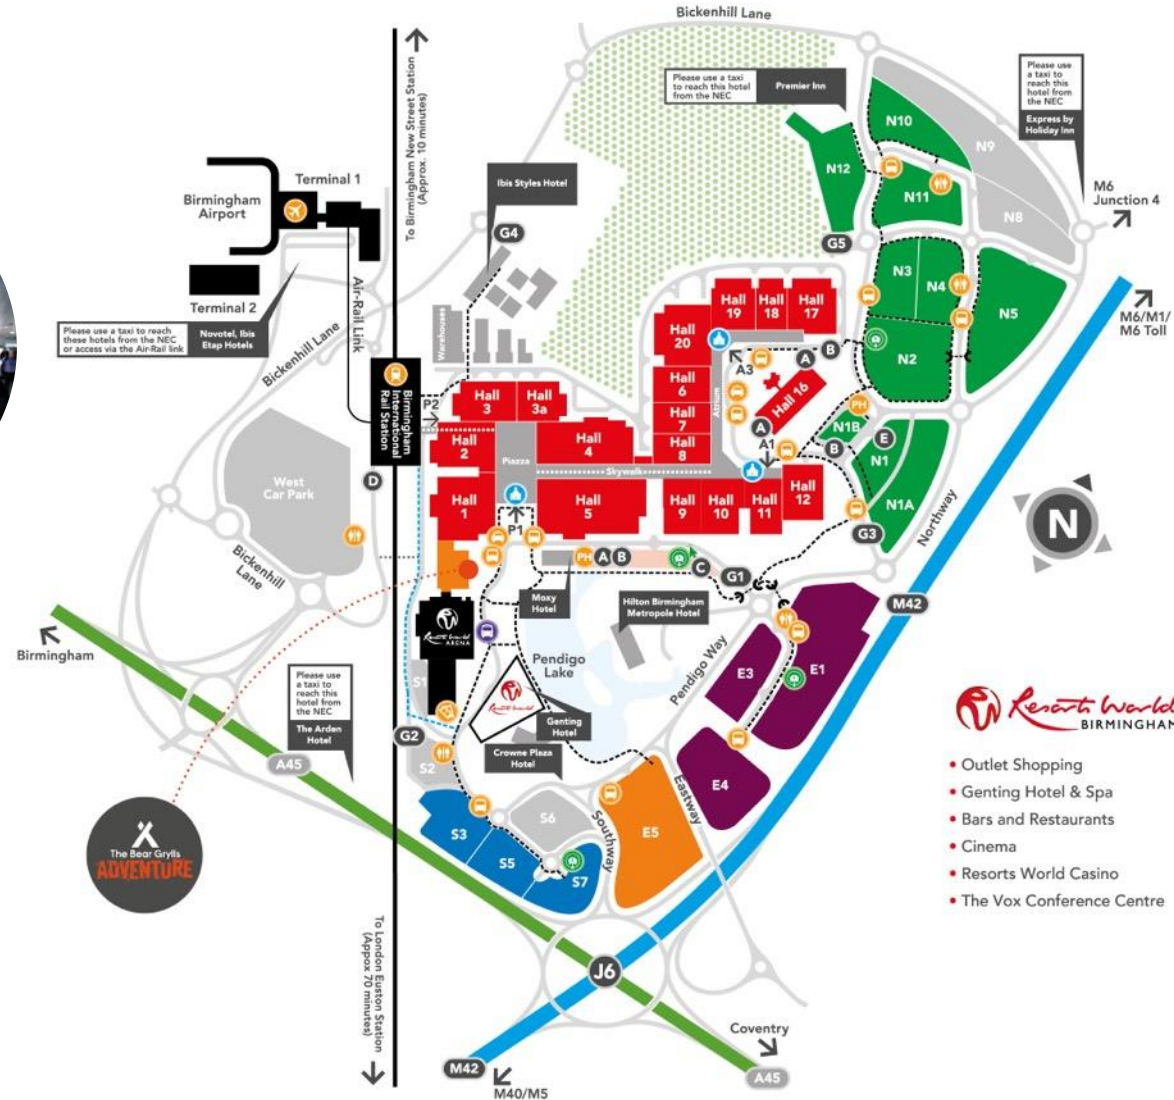 Bickenhill Lane
Please use
a taxi to
reach this
hotel from
the NEC
Express by
Holiday Inn
Please use a taxi to
reach this hotel
from the NEC
Premier Inn
To Birmingham New Street Station
(Approx. 10 minutes)
N10
N9
N12
N11
N8
M6
Junction 4
Terminal 1
Birmingham
Airport
Ibis Styles Hotel
G4
G5
N3
N4
N5
Terminal 2
Air-Rail Link
M6/M1/
M6 Toll
Please use a taxi to reach
these hotels from the NEC
or access via the Air-Rail link
Novotel, Ibis
Etap Hotels
Bickenhill Lane
Warehouses
Hall
19
Hall
18
Hall
17
Hall
20
B
A
A3
N2
Birmingham
International
Rail Station
P2
Hall
3
Hall
3a
Hall
6
Hall 16
Hall
7
Atrium
PH
N1B
E
A
A1
B
N1
Hall
2
Hall
4
Hall
8
Piazza
Skywalk
West
Car Park
D
Hall
1
Hall
5
Hall
9
Hall
10
Hall
11
Hall
12
N1A
G3
Northway
N
P1
Bickenhill
Lane
PH
A
B
C
G1
Moxy
Hotel
Hilton Birmingham
Metropole Hotel
M42
Resorts World
ARENA
Birmingham
Pendigo
Lake
Pendigo Way
E3
E1
Please use
a taxi to
reach this
hotel from
the NEC
The Arden
Hotel
S1
Resorts World
Genting
Hotel
Crowne Plaza
Hotel
G2
S2
A45
E4
Eastway
Resorts World
BIRMINGHAM
• Outlet Shopping
• Genting Hotel & Spa
• Bars and Restaurants
• Cinema
• Resorts World Casino
• The Vox Conference Centre
S3
S6
S5
S7
Southway
E5
The Bear Grylls
ADVENTURE
To London Euston Station
(Appox 70 minutes)
J6
Coventry
M42
A45
M40/M5